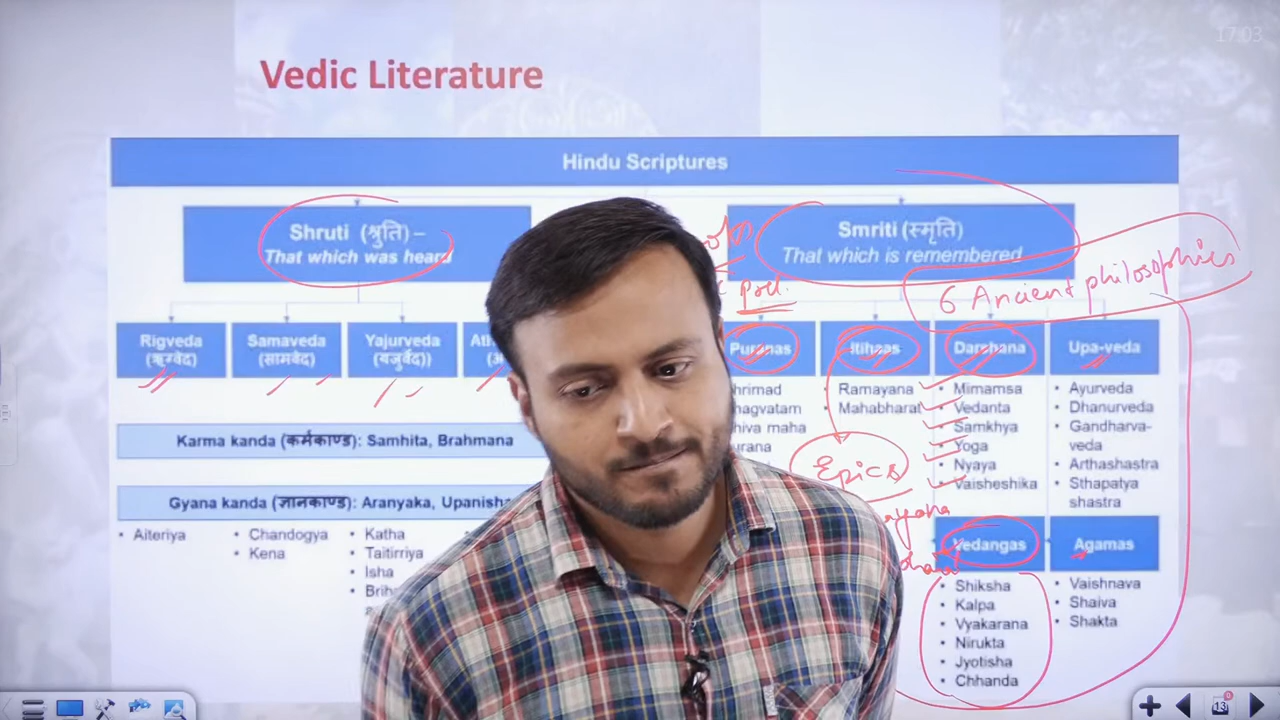 17:03
Vedic Literature
Hindu Scriptures
Shruti (श्रुति) –
That which was heard
Smriti (स्मृति)
That which is remembered
6 Ancient philosophies
Rigveda
(ऋग्वेद)
Samaveda
(सामवेद)
Yajurveda
(यजुर्वेद))
Puranas
Itihaas
Darshana
Upa-veda
Ramayana
Mahabharat
Mimamsa
Vedanta
Samkhya
Yoga
Nyaya
Vaisheshika
Ayurveda
Dhanurveda
Gandharva-
veda
Arthashastra
Sthapatya
shastra
Karma kanda (कर्मकाण्ड): Samhita, Brahmana
Epics
Gyana kanda (ज्ञानकाण्ड): Aranyaka,
Aiteriya
Chandogya
Kena
Katha
Taitirriya
Isha
Vedangas
Agamas
Shiksha
Kalpa
Vyakarana
Nirukta
Jyotisha
Chhanda
Vaishnava
Shaiva
Shakta
13